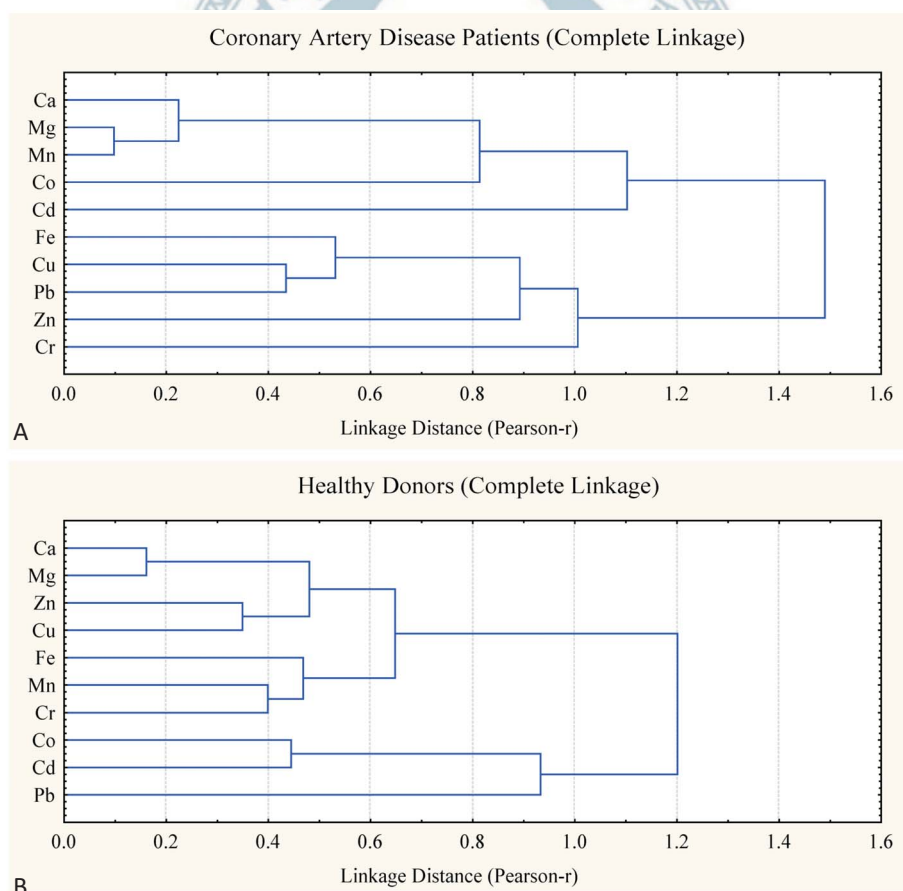 Coronary Artery Disease Patients (Complete Linkage)
Ca
Mg
Mn
Co
Cd
Fe
Cu
Pb
Zn
Cr
0.0 0.2 0.4 0.6 0.8 1.0 1.2 1.4 1.6
Linkage Distance (Pearson-r)
A
Healthy Donors (Complete Linkage)
Ca
Mg
Zn
Cu
Fe
Mn
Cr
Co
Cd
Pb
0.0 0.2 0.4 0.6 0.8 1.0 1.2 1.4 1.6
Linkage Distance (Pearson-r)
B